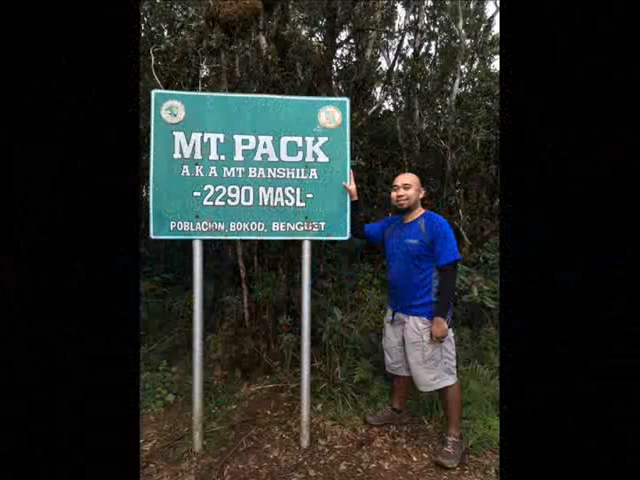 MT. PACK
A.K.A MT BANSHILA
-2290 MASL-
POBLACION, BOKOD, BENGUET